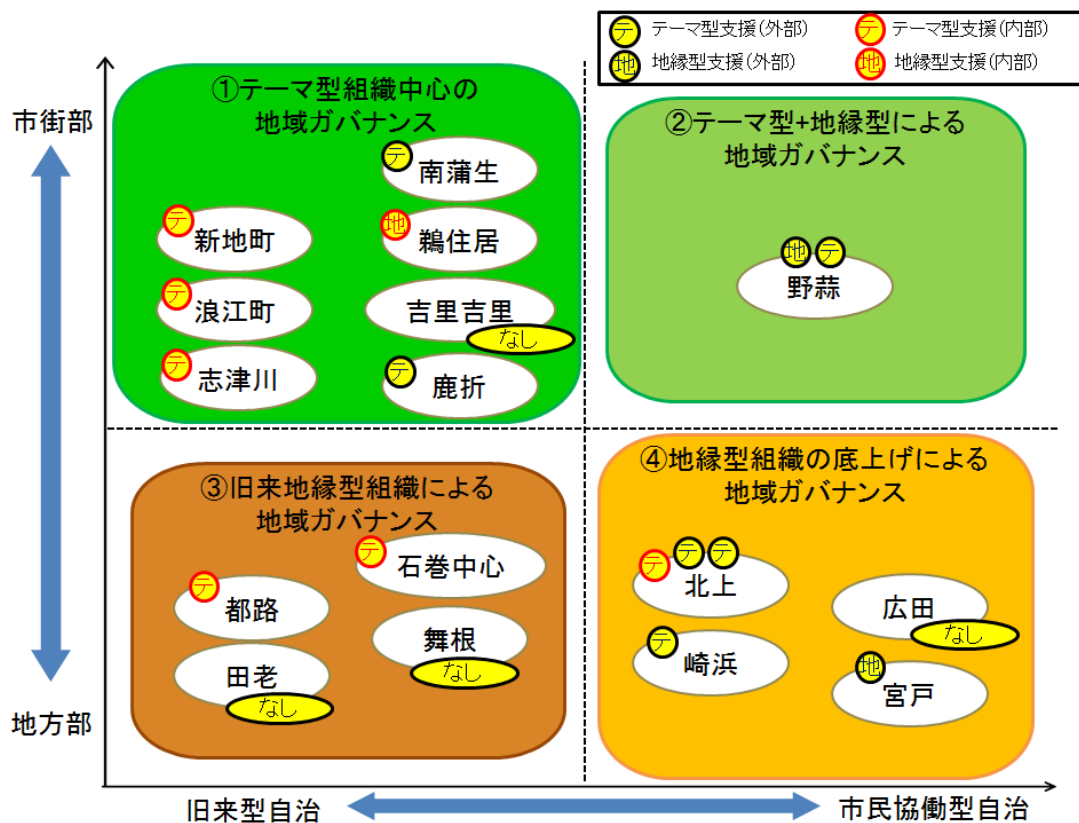 テ テーマ型支援(外部) テ テーマ型支援(内部)
地 地縁型支援(外部) 地 地縁型支援(内部)
市街部
地方部
①テーマ型組織中心の
地域ガバナンス
テ
南蒲生
テ
新地町
地
鵜住居
テ
浪江町
吉里吉里
なし
テ
志津川
テ
鹿折
②テーマ型+地縁型による
地域ガバナンス
地 テ
野蒜
③旧来地縁型組織による
地域ガバナンス
テ
石巻中心
テ
都路
舞根
なし
田老
なし
④地縁型組織の底上げによる
地域ガバナンス
テ テ テ
北上
広田
なし
テ
崎浜
地
宮戸
旧来型自治
市民協働型自治